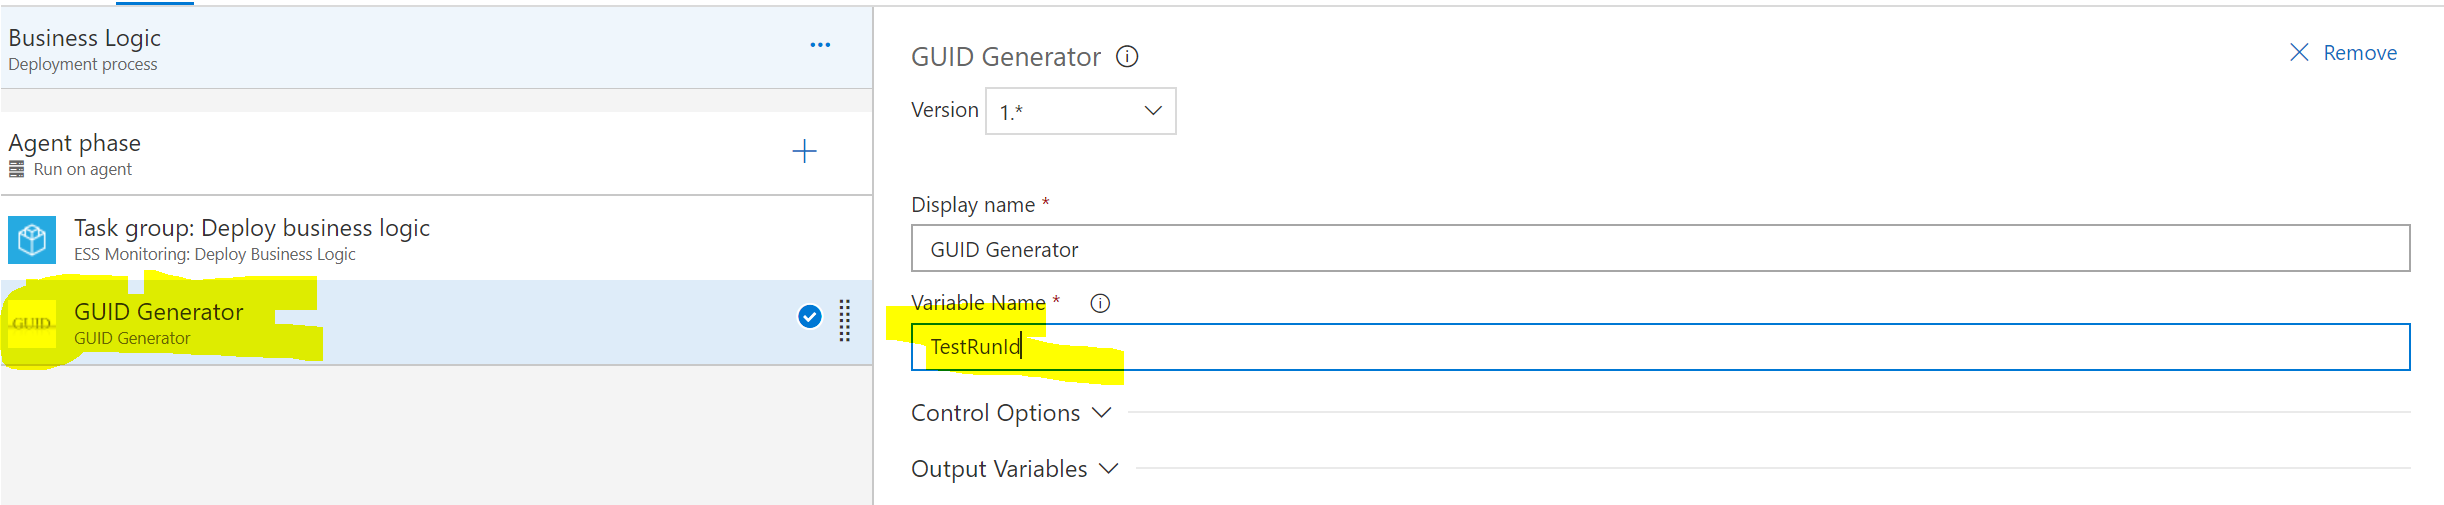 Business Logic
Deployment process
Agent phase
Run on agent
Task group: Deploy business logic
ESS Monitoring: Deploy Business Logic
GUID
GUID Generator
GUID Generator
GUID Generator
Remove
Version
1.*
Display name *
GUID Generator
Variable Name *
TestRunId
Control Options
Output Variables